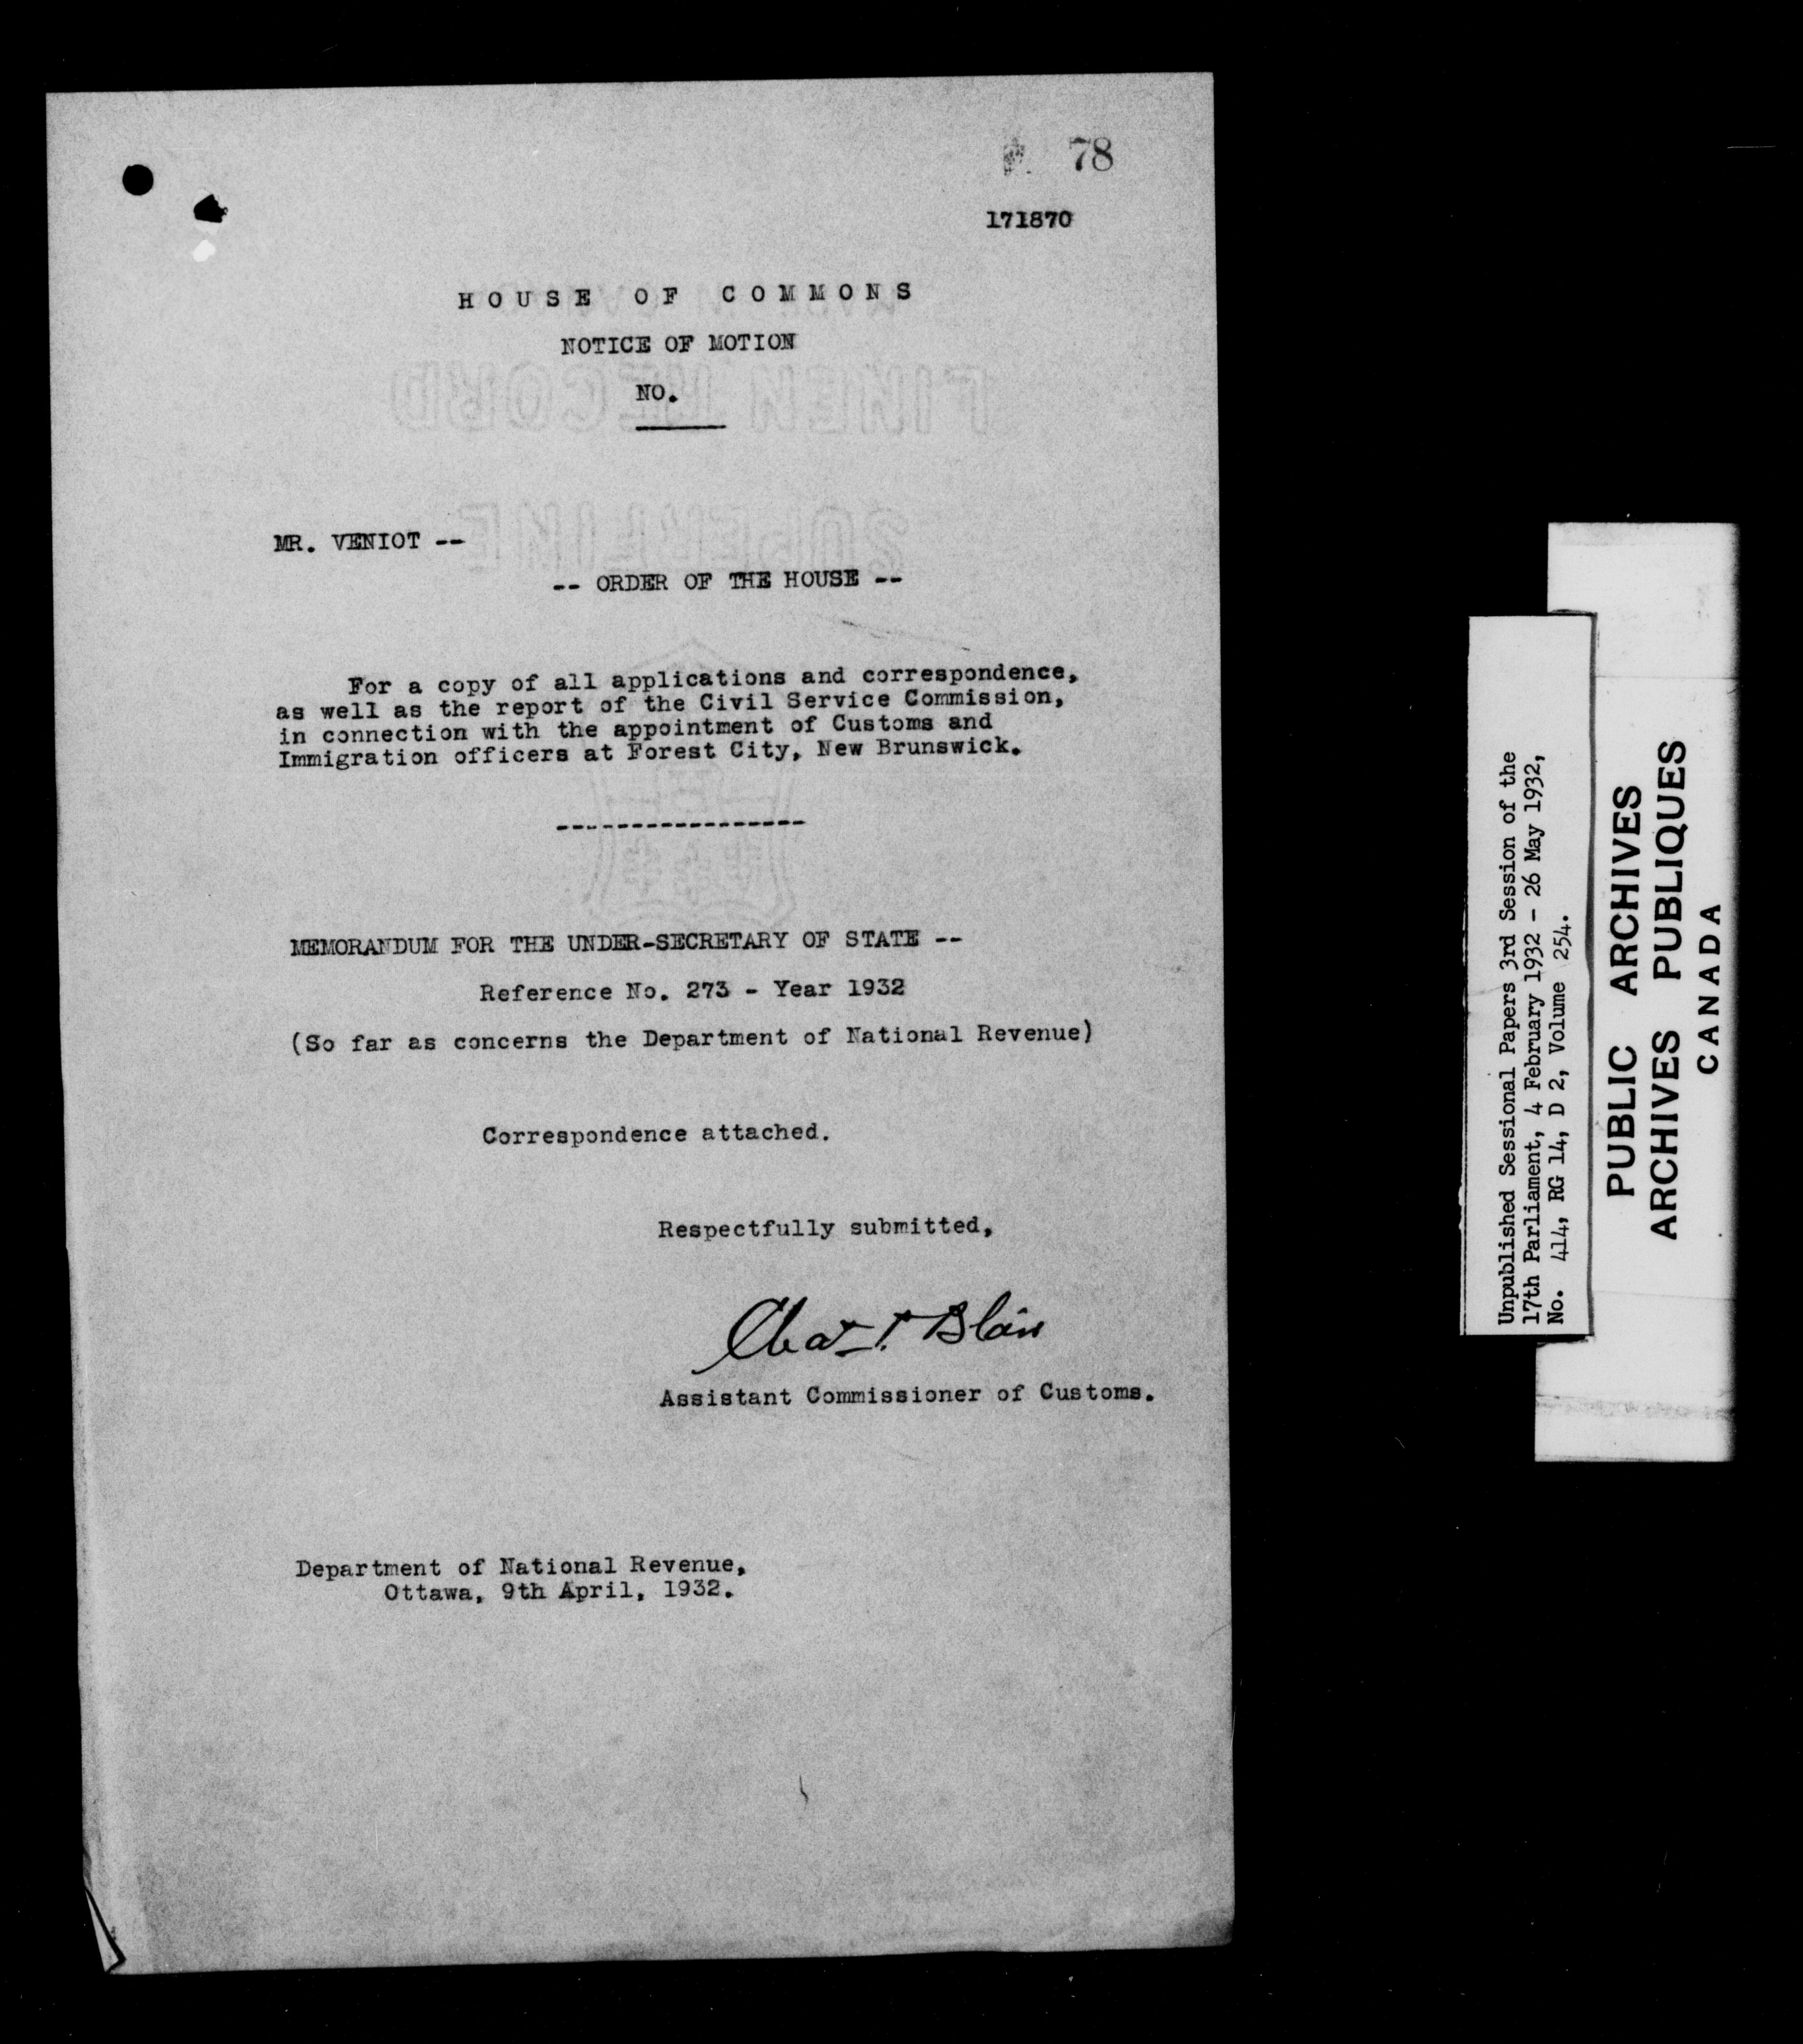 78
171870
HOUSE OF COMMONS
NOTICE OF MOTION
NO.
MR. VENIOT --
-- ORDER OF THE HOUSE --
For a copy of all applications and correspondence,
as well as the report of the Civil Service Commission,
in connection with the appointment of Customs and
Immigration officers at Forest City, New Brunswick.
-----------------
MEMORANDUM FOR THE UNDER-SECRETARY OF STATE --
Reference No. 273 - Year 1932
(So far as concerns the Department of National Revenue)
Correspondence attached.
Respectfully submitted,
Blair
Assistant Commissioner of Customs.
Department of National Revenue,
Ottawa, 9th April, 1932.
Unpublished Sessional Papers 3rd Session of the
17th Parliament, 4 February 1932 - 26 May 1932,
No. 414, RG 14, D 2, Volume 254.
PUBLIC ARCHIVES
ARCHIVES PUBLIQUES
CANADA
LINEN RECORD
SUPERFINE